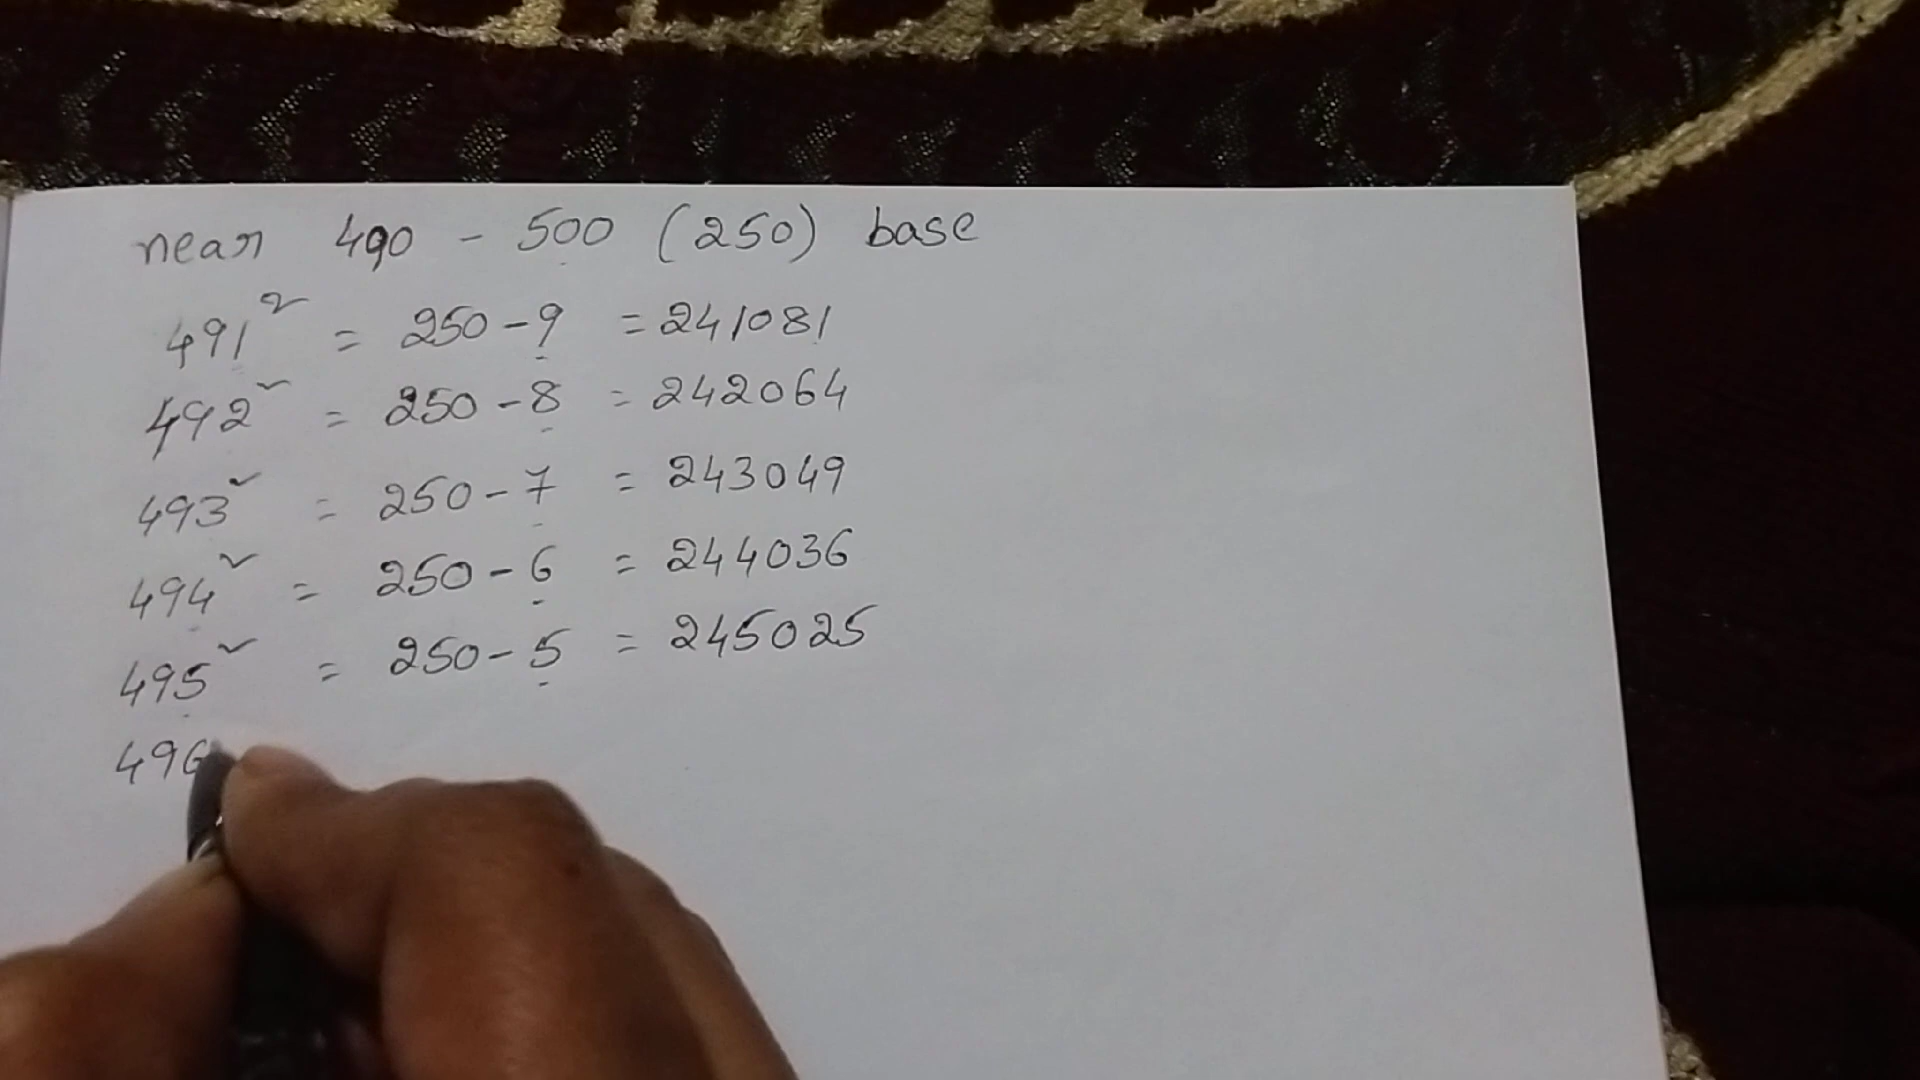 near 490 - 500 (250) base
491² = 250 - 9 = 241081
492² = 250 - 8 = 242064
493² = 250 - 7 = 243049
494² = 250 - 6 = 244036
495² = 250 - 5 = 245025
496